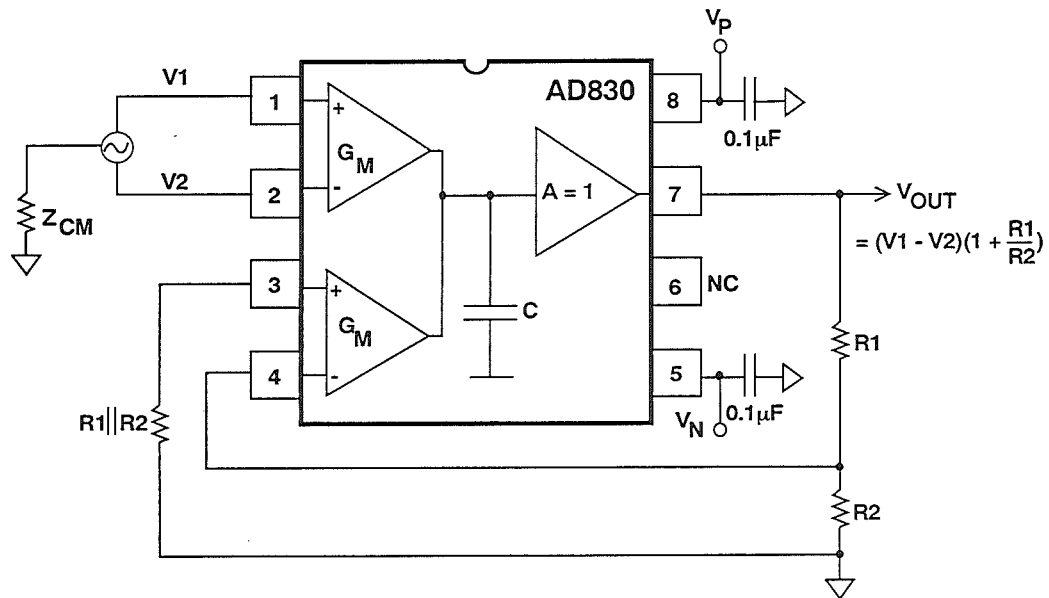 V_P
V1
1
+
G_M
-
AD830
8
0.1µF
V2
2
A = 1
7
V_OUT
= (V1 - V2)(1 + R1/R2)
Z_CM
3
+
G_M
-
C
6
NC
4
5
R1
0.1µF
R1||R2
V_N
R2